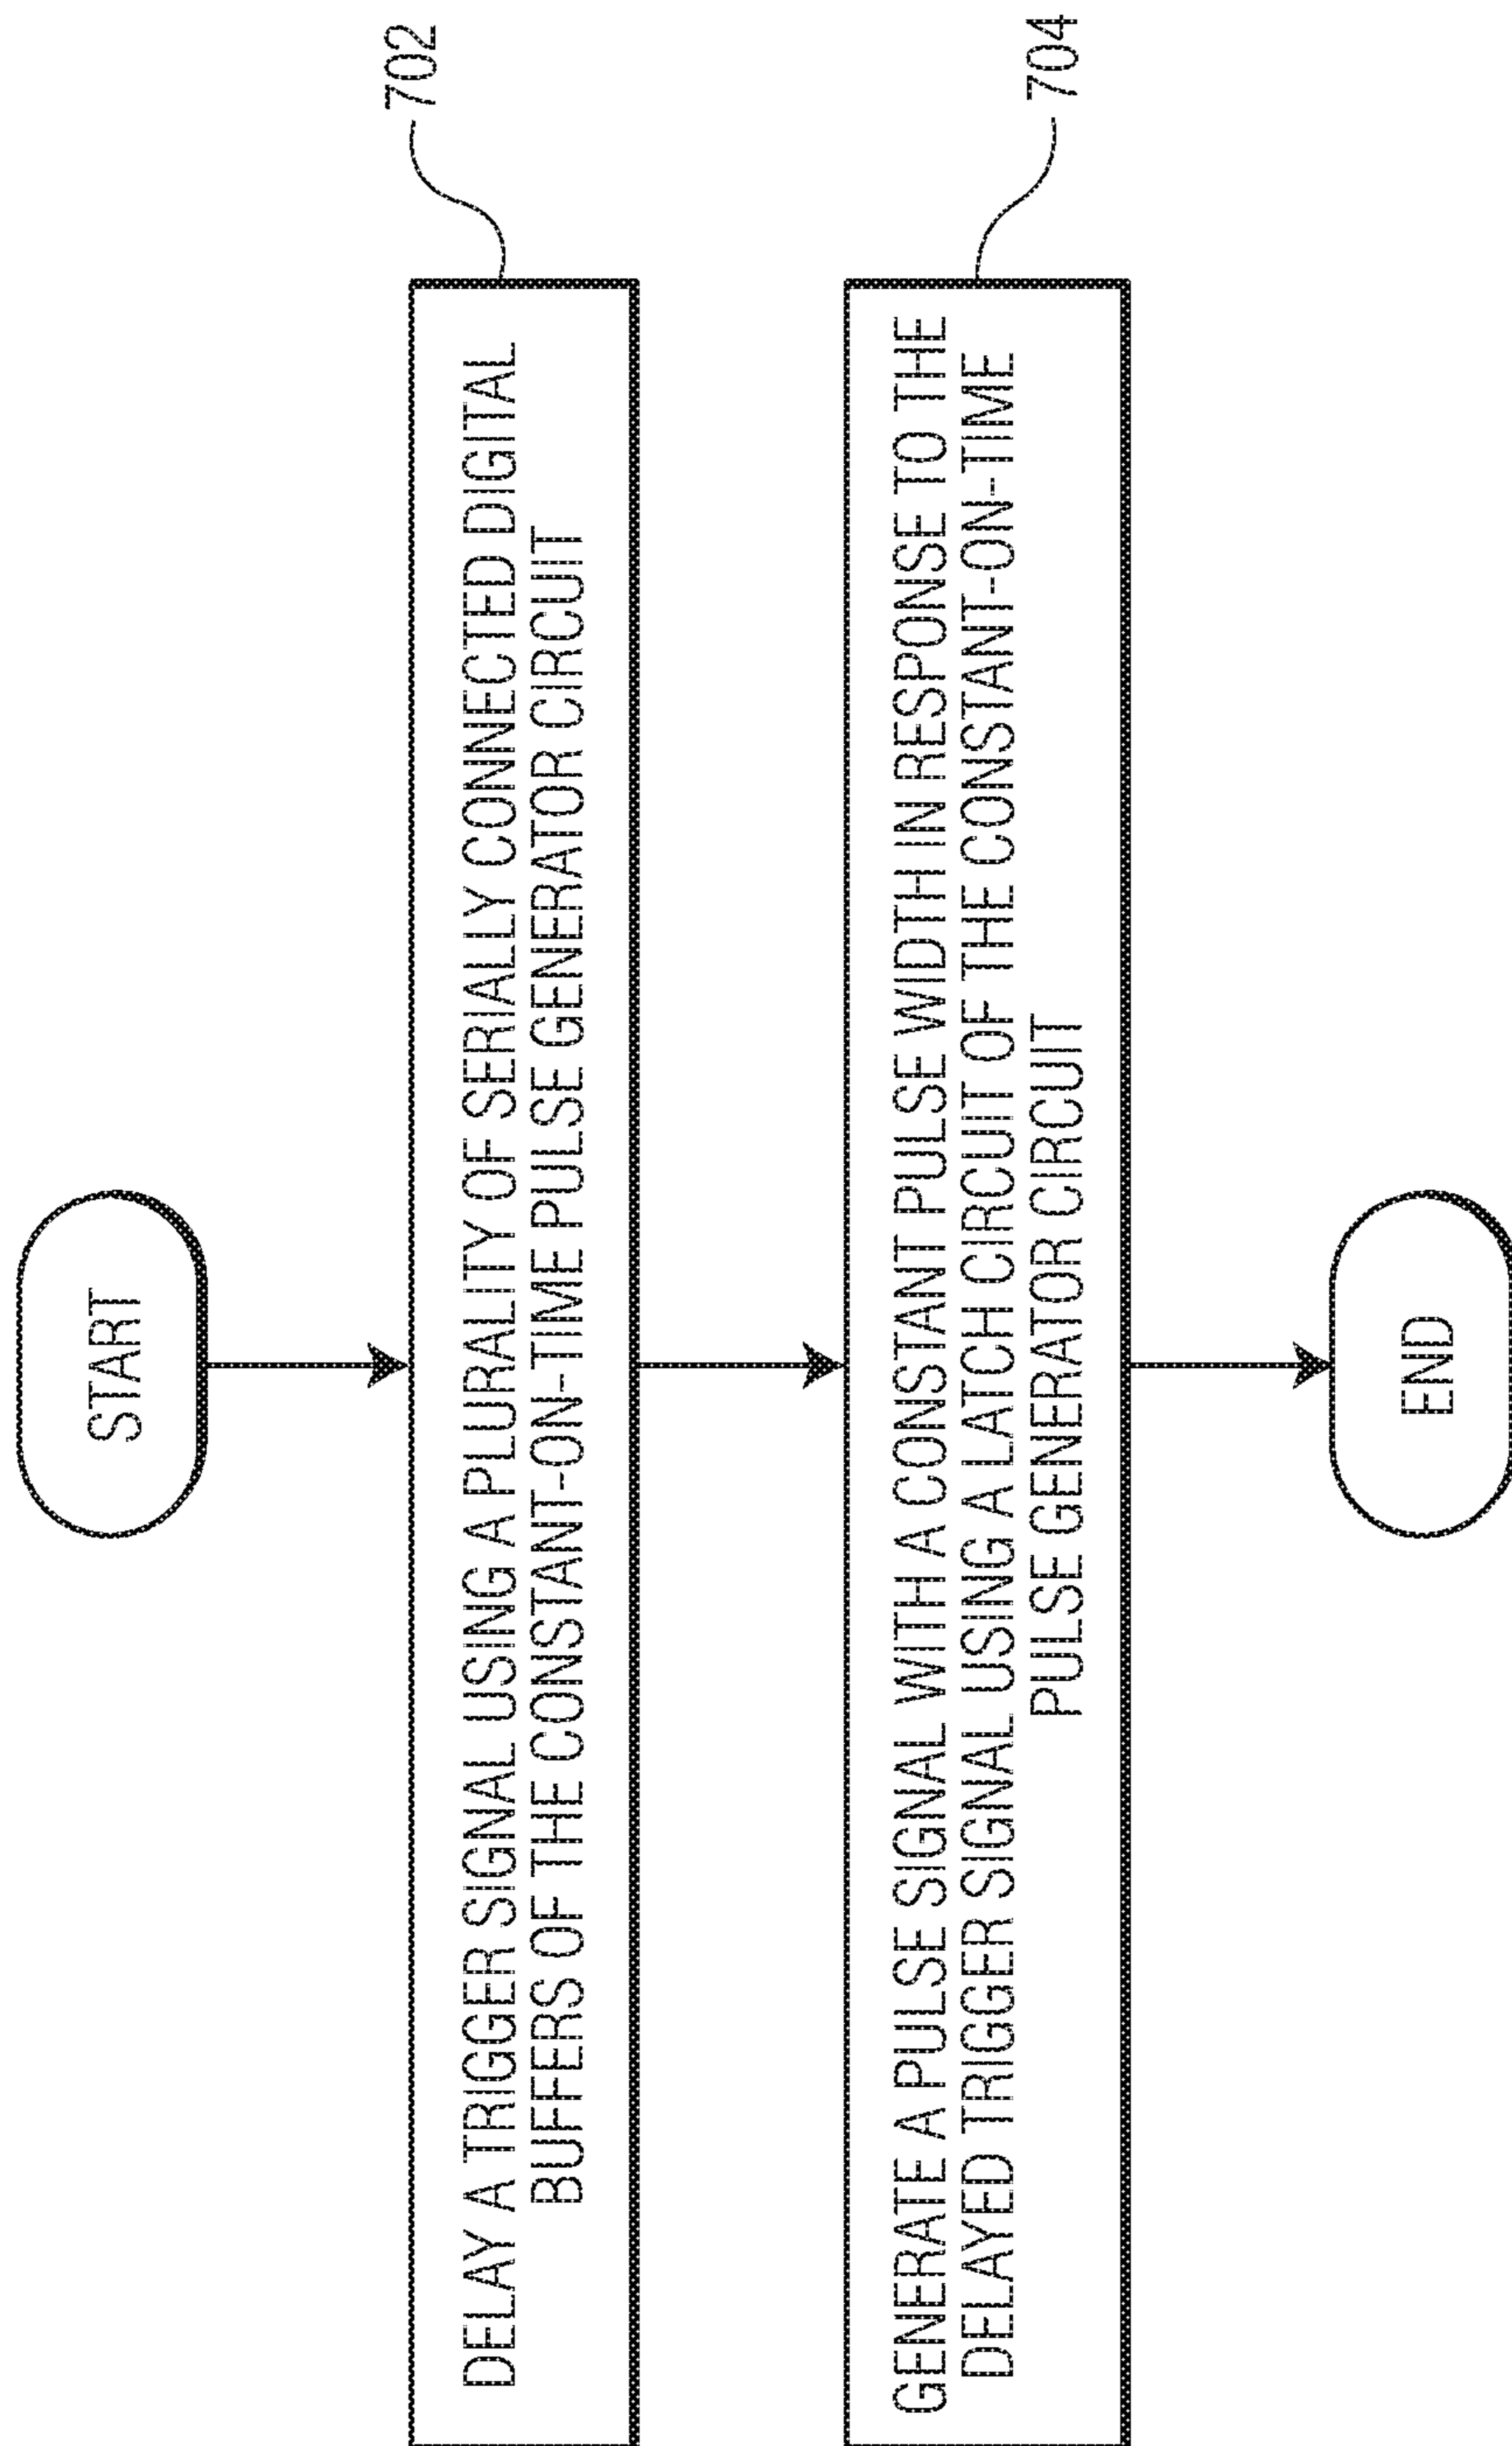 START
DELAY A TRIGGER SIGNAL USING A PLURALITY OF SERIALLY CONNECTED DIGITAL
BUFFERS OF THE CONSTANT-ON-TIME PULSE GENERATOR CIRCUIT
702
GENERATE A PULSE SIGNAL WITH A CONSTANT PULSE WIDTH IN RESPONSE TO THE
DELAYED TRIGGER SIGNAL USING A LATCH CIRCUIT OF THE CONSTANT-ON-TIME
PULSE GENERATOR CIRCUIT
704
END